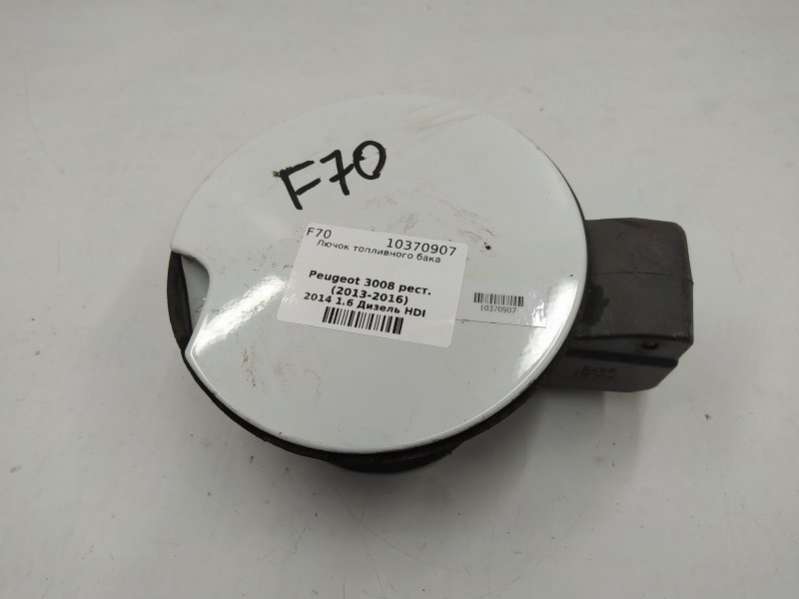 F70
F70 10370907
Лючок топливного бака
Peugeot 3008 рест.
(2013-2016)
2014 1.6 Дизель HDI
10370907